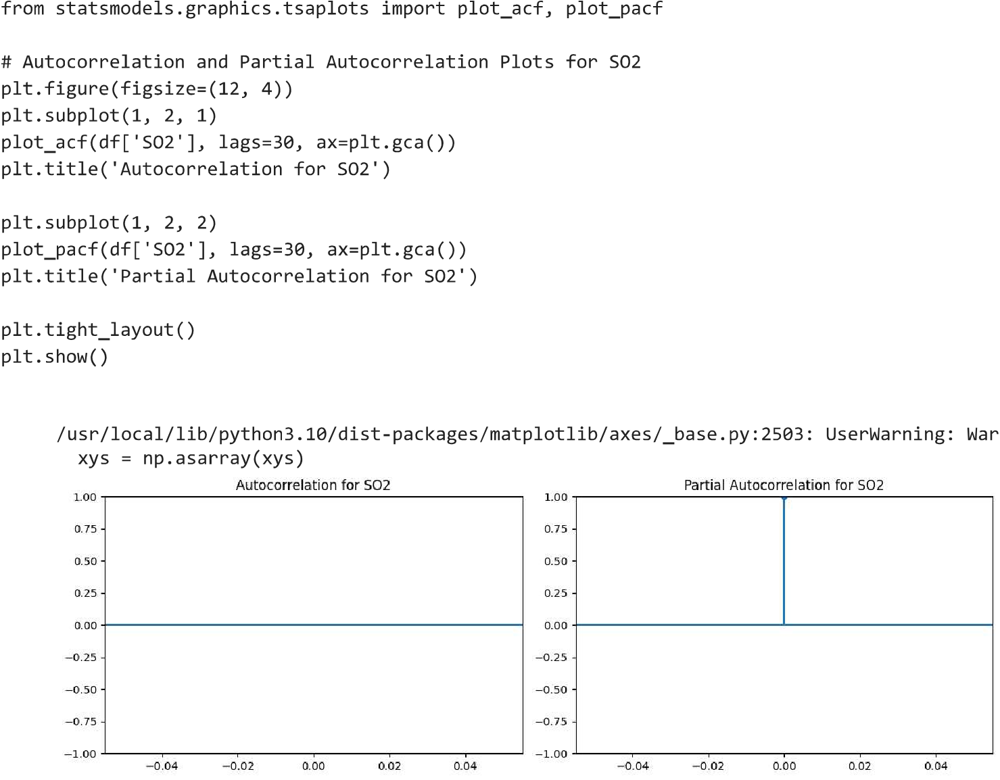 from statsmodels.graphics.tsaplots import plot_acf, plot_pacf
# Autocorrelation and Partial Autocorrelation Plots for SO2
plt.figure(figsize=(12, 4))
plt.subplot(1, 2, 1)
plot_acf(df['SO2'], lags=30, ax=plt.gca())
plt.title('Autocorrelation for SO2')
plt.subplot(1, 2, 2)
plot_pacf(df['SO2'], lags=30, ax=plt.gca())
plt.title('Partial Autocorrelation for SO2')
plt.tight_layout()
plt.show()
/usr/local/lib/python3.10/dist-packages/matplotlib/axes/_base.py:2503: UserWarning: War
xys = np.asarray(xys)
Autocorrelation for SO2
1.00
0.75
0.50
0.25
0.00
−0.25
−0.50
−0.75
−1.00
−0.04 −0.02 0.00 0.02 0.04
Partial Autocorrelation for SO2
1.00
0.75
0.50
0.25
0.00
−0.25
−0.50
−0.75
−1.00
−0.04 −0.02 0.00 0.02 0.04